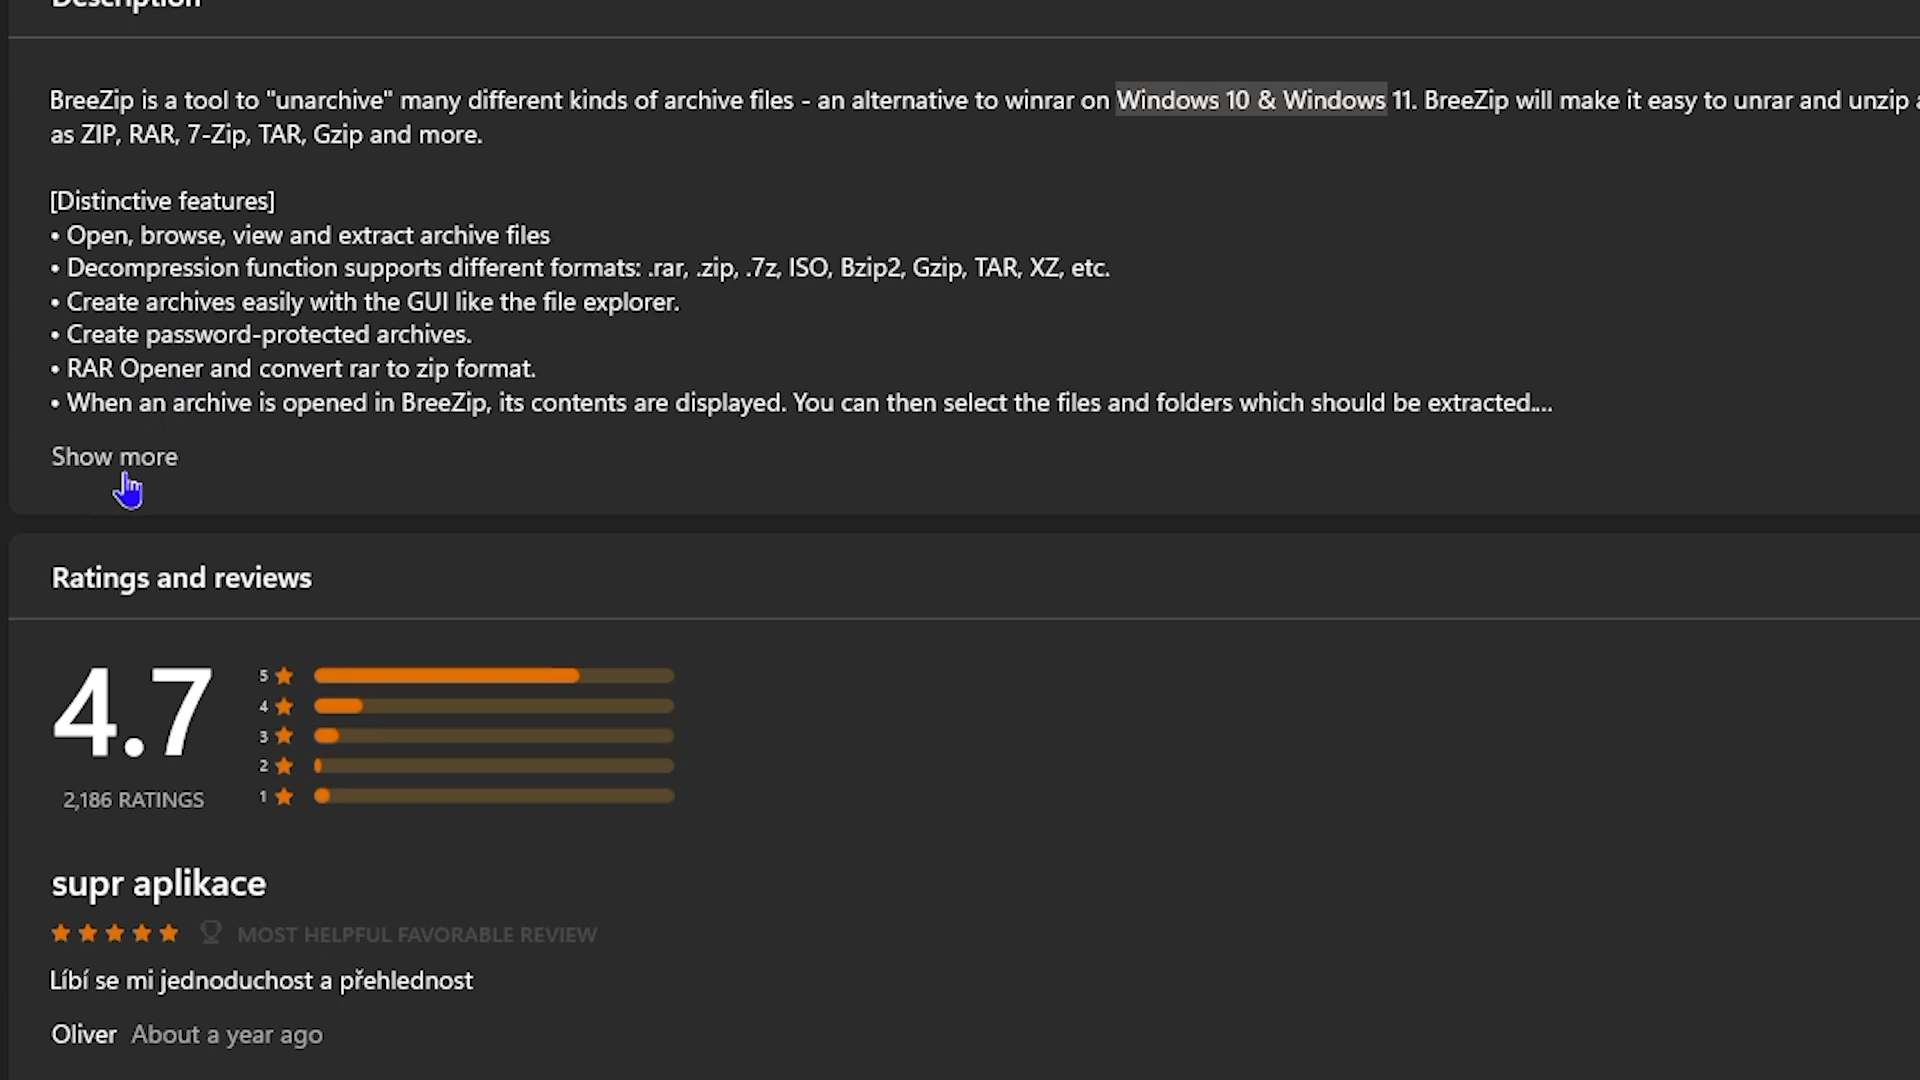 Description
BreeZip is a tool to "unarchive" many different kinds of archive files - an alternative to winrar on Windows 10 & Windows 11. BreeZip will make it easy to unrar and unzip
as ZIP, RAR, 7-Zip, TAR, Gzip and more.
[Distinctive features]
• Open, browse, view and extract archive files
• Decompression function supports different formats: .rar, .zip, .7z, ISO, Bzip2, Gzip, TAR, XZ, etc.
• Create archives easily with the GUI like the file explorer.
• Create password-protected archives.
• RAR Opener and convert rar to zip format.
• When an archive is opened in BreeZip, its contents are displayed. You can then select the files and folders which should be extracted....
Show more
Ratings and reviews
4.7
2,186 RATINGS
5
4
3
2
1
supr aplikace
MOST HELPFUL FAVORABLE REVIEW
Líbí se mi jednoduchost a přehlednost
Oliver About a year ago